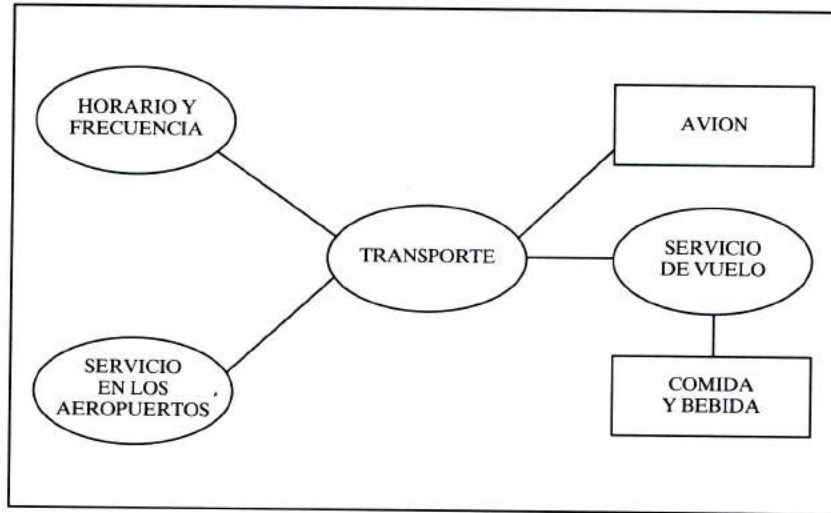 HORARIO Y
FRECUENCIA
AVION
TRANSPORTE
SERVICIO
DE VUELO
SERVICIO
EN LOS
AEROPUERTOS
COMIDA
Y BEBIDA